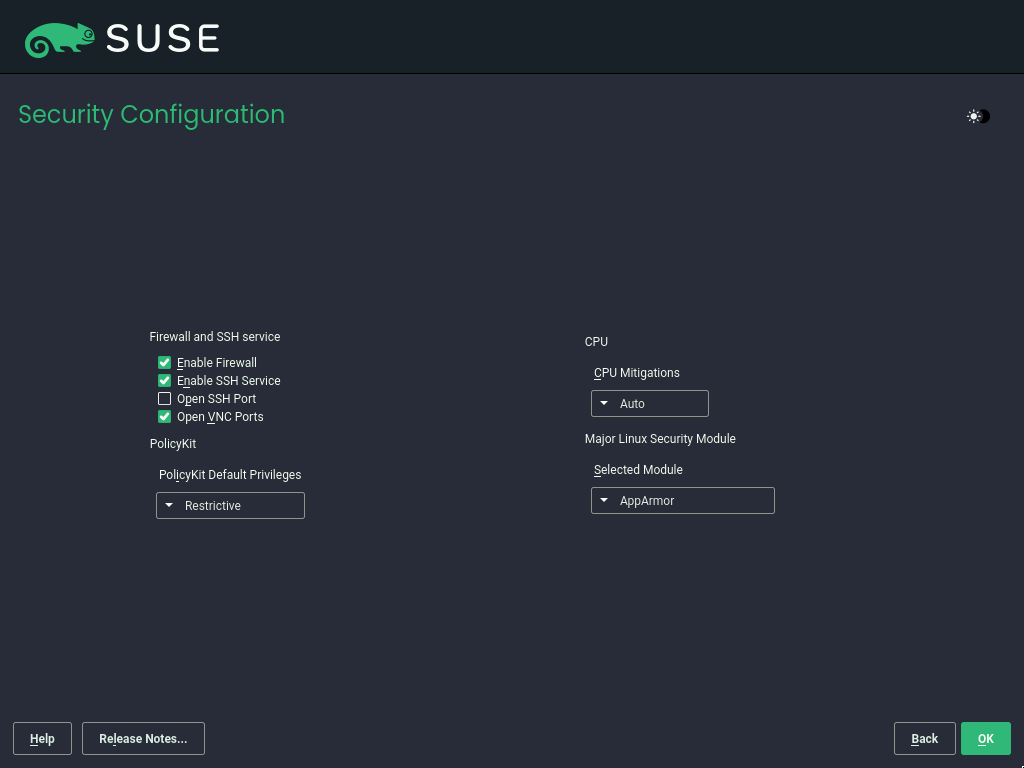 SUSE
Security Configuration
Firewall and SSH service
Enable Firewall
Enable SSH Service
Open SSH Port
Open VNC Ports
PolicyKit
PolicyKit Default Privileges
Restrictive
CPU
CPU Mitigations
Auto
Major Linux Security Module
Selected Module
AppArmor
Help
Release Notes...
Back
OK